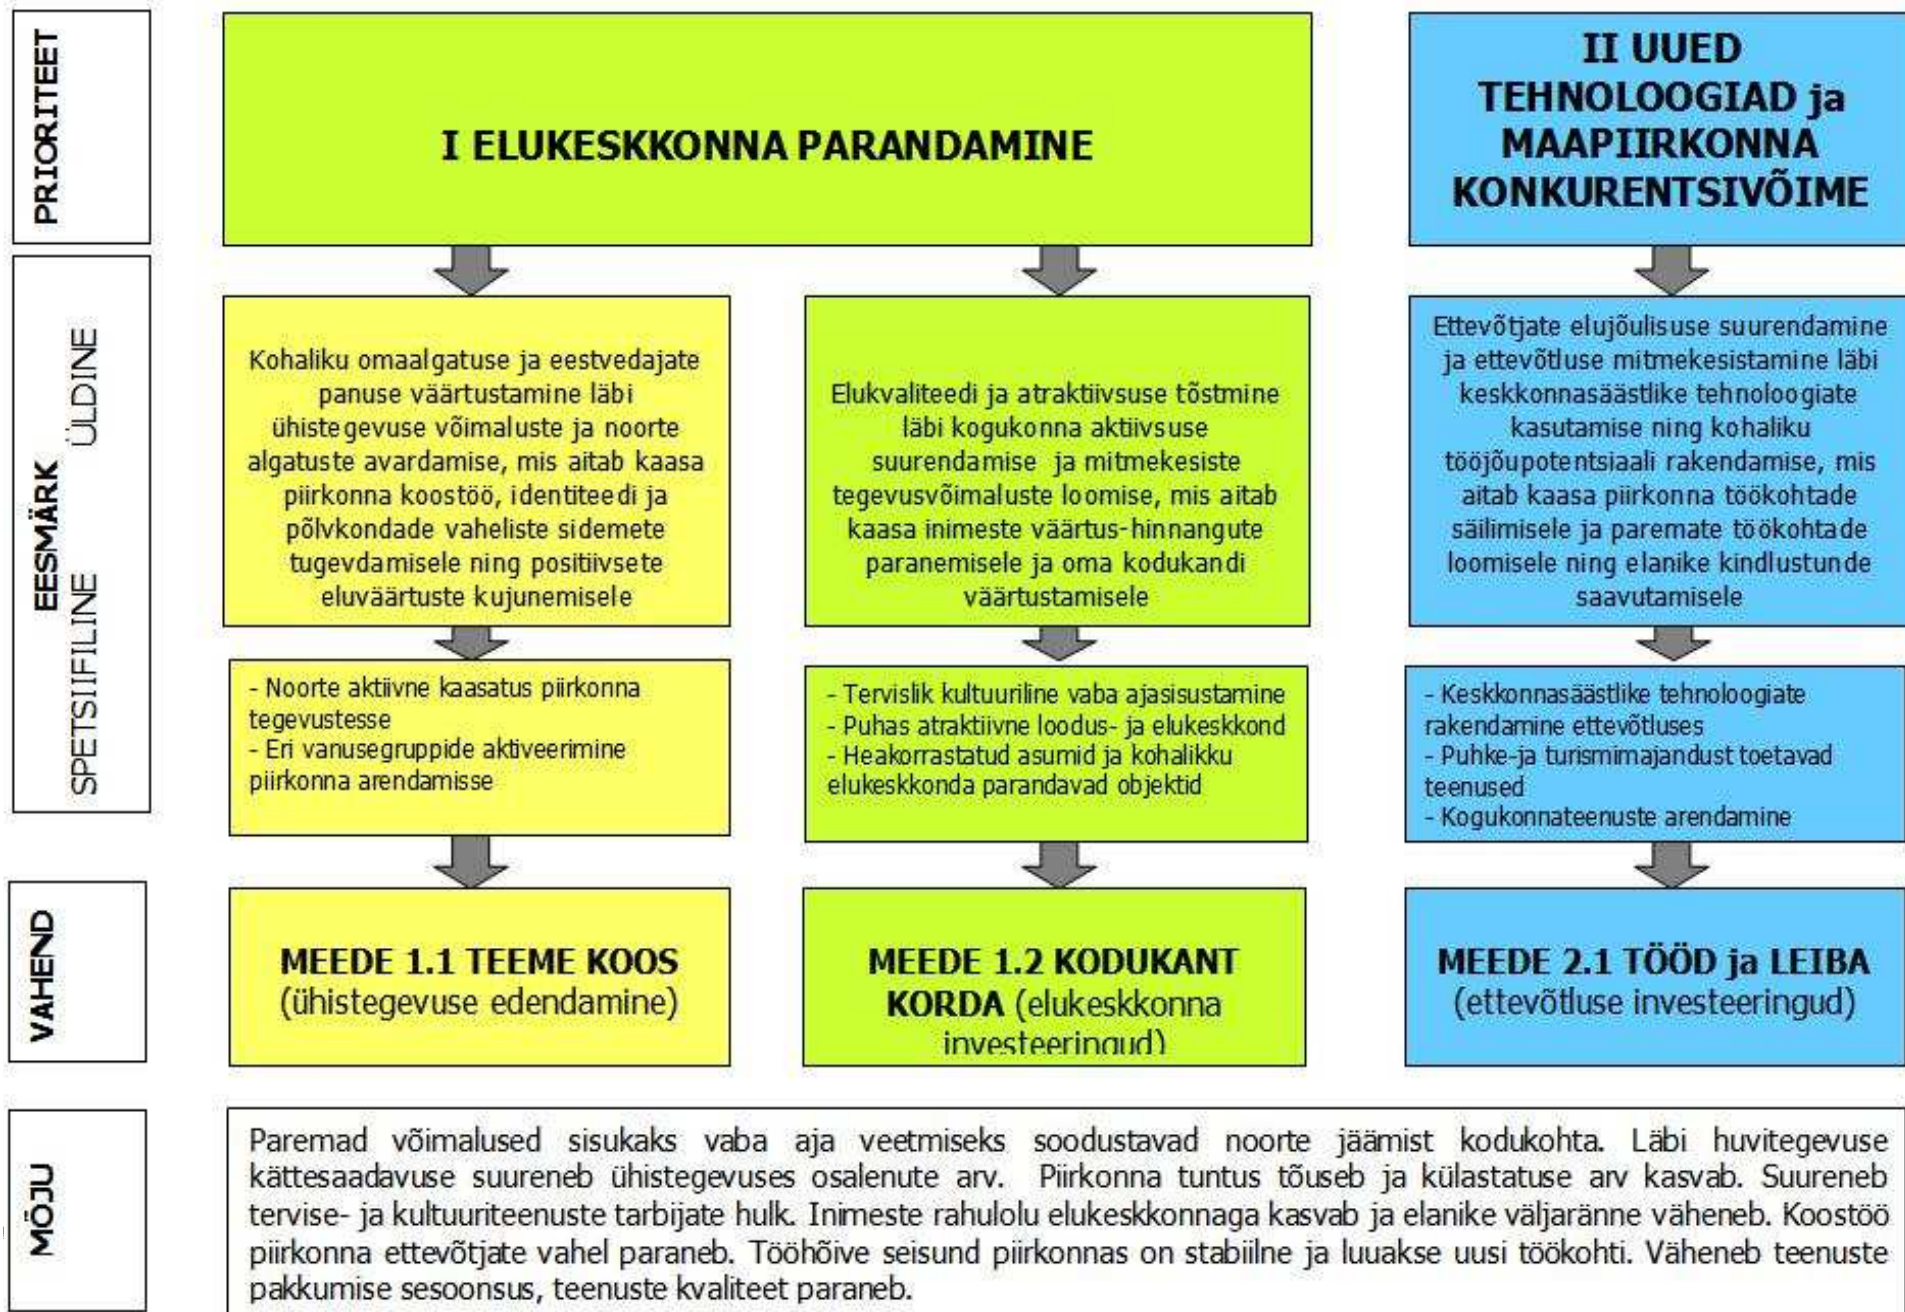 PRIORITEET
I ELUKESKKONNA PARANDAMINE
II UUED
TEHNOLOOGIAD ja
MAAPIIRKONNA
KONKURENTSIVÕIME
EESMÄRK
ÜLDINE
SPETSIIFILINE
Kohaliku omaalgatuse ja eestvedajate
panuse väärtustamine läbi
ühistegevuse võimaluste ja noorte
algatuste avardamise, mis aitab kaasa
piirkonna koostöö, identiteedi ja
põlvkondade vaheliste sidemete
tugevdamisele ning positiivsete
eluväärtuste kujunemisele
Elukvaliteedi ja atraktiivsuse tõstmine
läbi kogukonna aktiivsuse
suurendamise ja mitmekesiste
tegevusvõimaluste loomise, mis aitab
kaasa inimeste väärtus-hinnangute
paranemisele ja oma kodukandi
väärtustamisele
Ettevõtjate elujõulisuse suurendamine
ja ettevõtluse mitmekesistamine läbi
keskkonnasäästlike tehnoloogiate
kasutamise ning kohaliku
tööjõupotentsiaali rakendamise, mis
aitab kaasa piirkonna töökohtade
säilimisele ja paremate töökohtade
loomisele ning elanike kindlustunde
saavutamisele
- Noorte aktiivne kaasatus piirkonna
tegevustesse
- Eri vanusegruppide aktiveerimine
piirkonna arendamisse
- Tervislik kultuuriline vaba ajasisustamine
- Puhas atraktiivne loodus- ja elukeskkond
- Heakorrastatud asumid ja kohalikku
elukeskkonda parandavad objektid
- Keskkonnasäästlike tehnoloogiate
rakendamine ettevõtluses
- Puhke-ja turismimajandust toetavad
teenused
- Kogukonnateenuste arendamine
VAHEND
MEEDE 1.1 TEEME KOOS
(ühistegevuse edendamine)
MEEDE 1.2 KODUKANT
KORDA (elukeskkonna
investeeringud)
MEEDE 2.1 TÖÖD ja LEIBA
(ettevõtluse investeeringud)
MÕJU
Paremad võimalused sisukaks vaba aja veetmiseks soodustavad noorte jäämist kodukohta. Läbi huvitegevuse
kättesaadavuse suureneb ühistegevuses osalenute arv. Piirkonna tuntus tõuseb ja külastatuse arv kasvab. Suureneb
tervise- ja kultuuriteenuste tarbijate hulk. Inimeste rahulolu elukeskkonnaga kasvab ja elanike väljaränne väheneb. Koostöö
piirkonna ettevõtjate vahel paraneb. Tööhõive seisund piirkonnas on stabiilne ja luuakse uusi töökohti. Väheneb teenuste
pakkumise sesoonsus, teenuste kvaliteet paraneb.